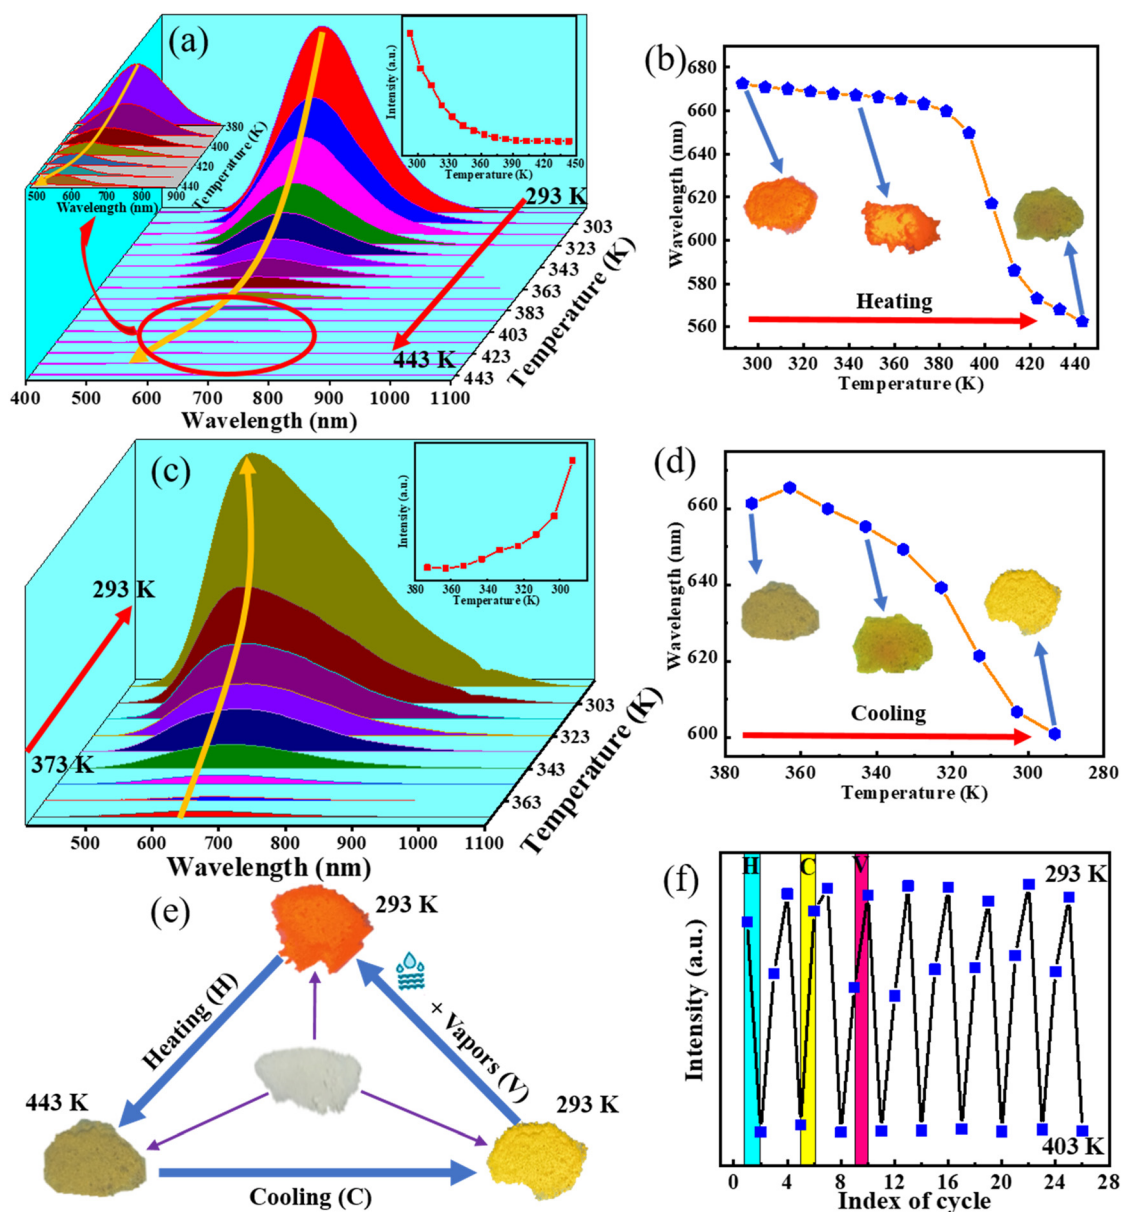 (a)
Intensity (a.u.)
300 330 360 390 420 450
Temperature (K)
380
400
420
440
Temperature (K)
500 600 700 800 900
Wavelength (nm)
293 K
303
323
343
363
383
403
423
443
443 K
Temperature (K)
400 500 600 700 800 900 1000 1100
Wavelength (nm)
(b)
Wavelength (nm)
680
660
640
620
600
580
560
Heating
300 320 340 360 380 400 420 440
Temperature (K)
(c)
Intensity (a.u.)
380 360 340 320 300
Temperature (K)
293 K
373 K
303
323
343
363
Temperature (K)
500 600 700 800 900 1000 1100
Wavelength (nm)
(d)
Wavelength (nm)
660
640
620
600
Cooling
380 360 340 320 300 280
Temperature (K)
(e)
293 K
Heating (H)
+ Vapors (V)
443 K
293 K
Cooling (C)
(f)
H C V
293 K
403 K
Intensity (a.u.)
0 4 8 12 16 20 24 28
Index of cycle